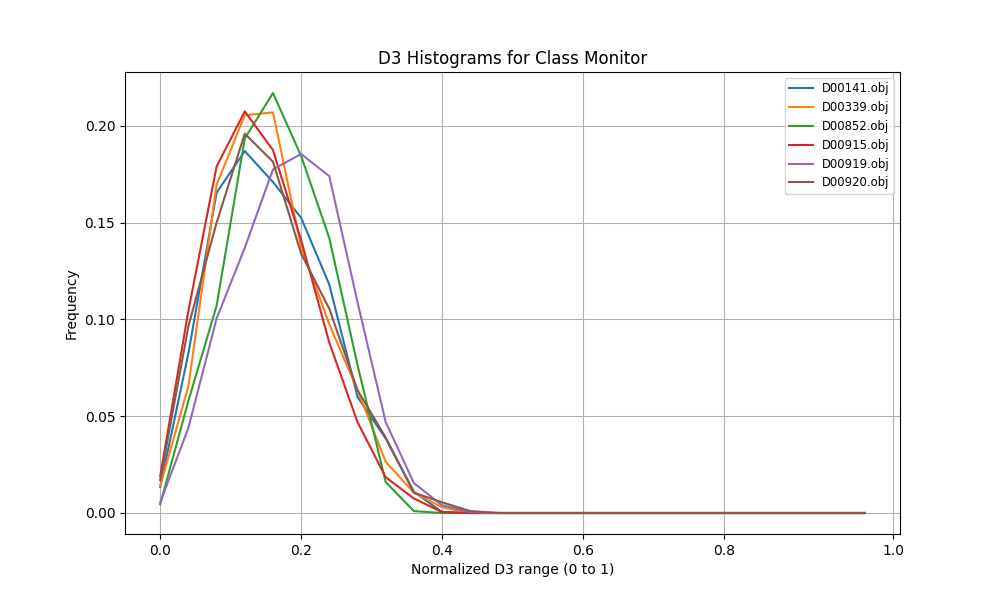 D3 Histograms for Class Monitor
D00141.obj
D00339.obj
D00852.obj
D00915.obj
D00919.obj
D00920.obj
Frequency
0.20
0.15
0.10
0.05
0.00
0.0 0.2 0.4 0.6 0.8 1.0
Normalized D3 range (0 to 1)